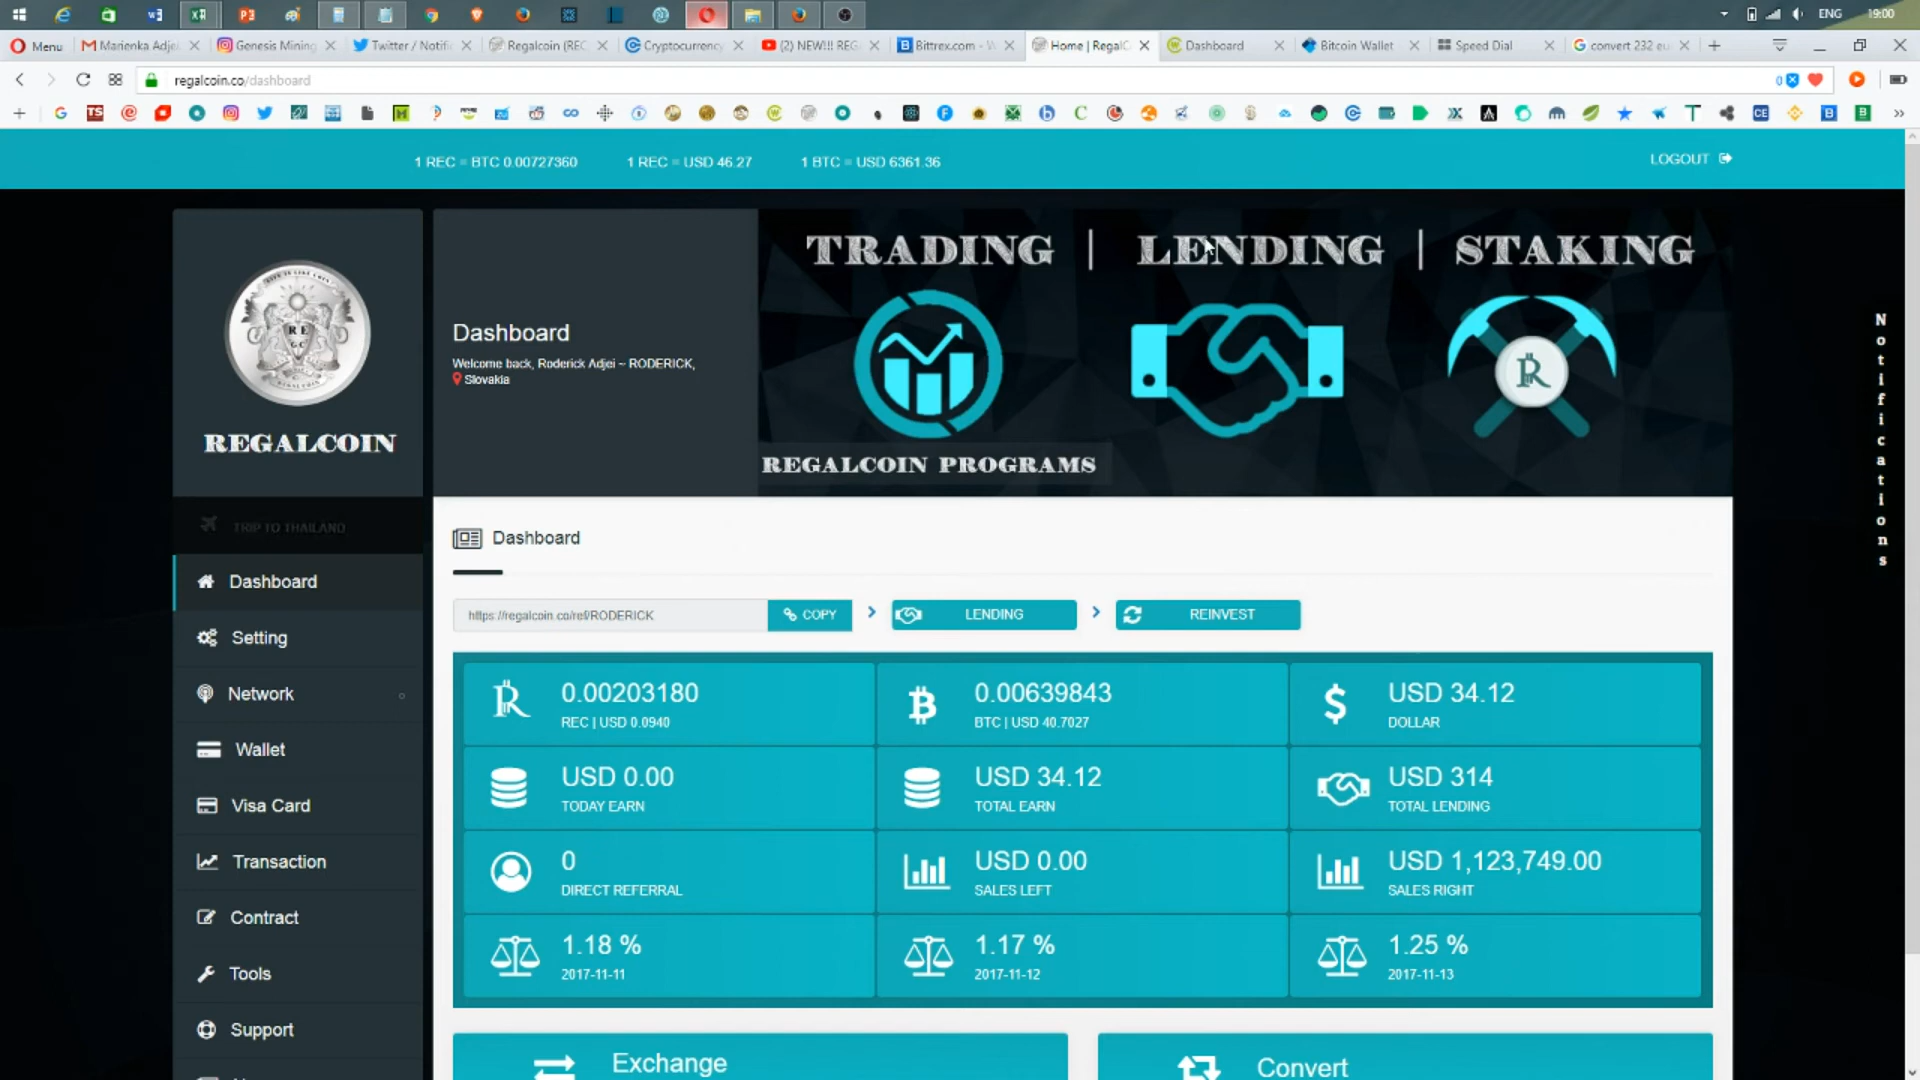 ENG
19:00
Menu
Marienka Adje
Genesis Mining
Twitter / Notific
Regalcoin (REC
Cryptocurrency
(2) NEW!!! REG
Bittrex.com - W
Home | RegalC
Dashboard
Bitcoin Wallet
Speed Dial
convert 232 eu
regalcoin.co/dashboard
0
1 REC = BTC 0.00727360
1 REC = USD 46.27
1 BTC = USD 6361.36
LOGOUT
REGALCOIN
Dashboard
Welcome back, Roderick Adjei ~ RODERICK,
Slovakia
TRADING | LENDING | STAKING
REGALCOIN PROGRAMS
Notifications
TRIP TO THAILAND
Dashboard
Setting
Network
Wallet
Visa Card
Transaction
Contract
Tools
Support
Dashboard
https://regalcoin.co/ref/RODERICK
COPY
LENDING
REINVEST
0.00203180
REC | USD 0.0940
0.00639843
BTC | USD 40.7027
USD 34.12
DOLLAR
USD 0.00
TODAY EARN
USD 34.12
TOTAL EARN
USD 314
TOTAL LENDING
0
DIRECT REFERRAL
USD 0.00
SALES LEFT
USD 1,123,749.00
SALES RIGHT
1.18 %
2017-11-11
1.17 %
2017-11-12
1.25 %
2017-11-13
Exchange
Convert